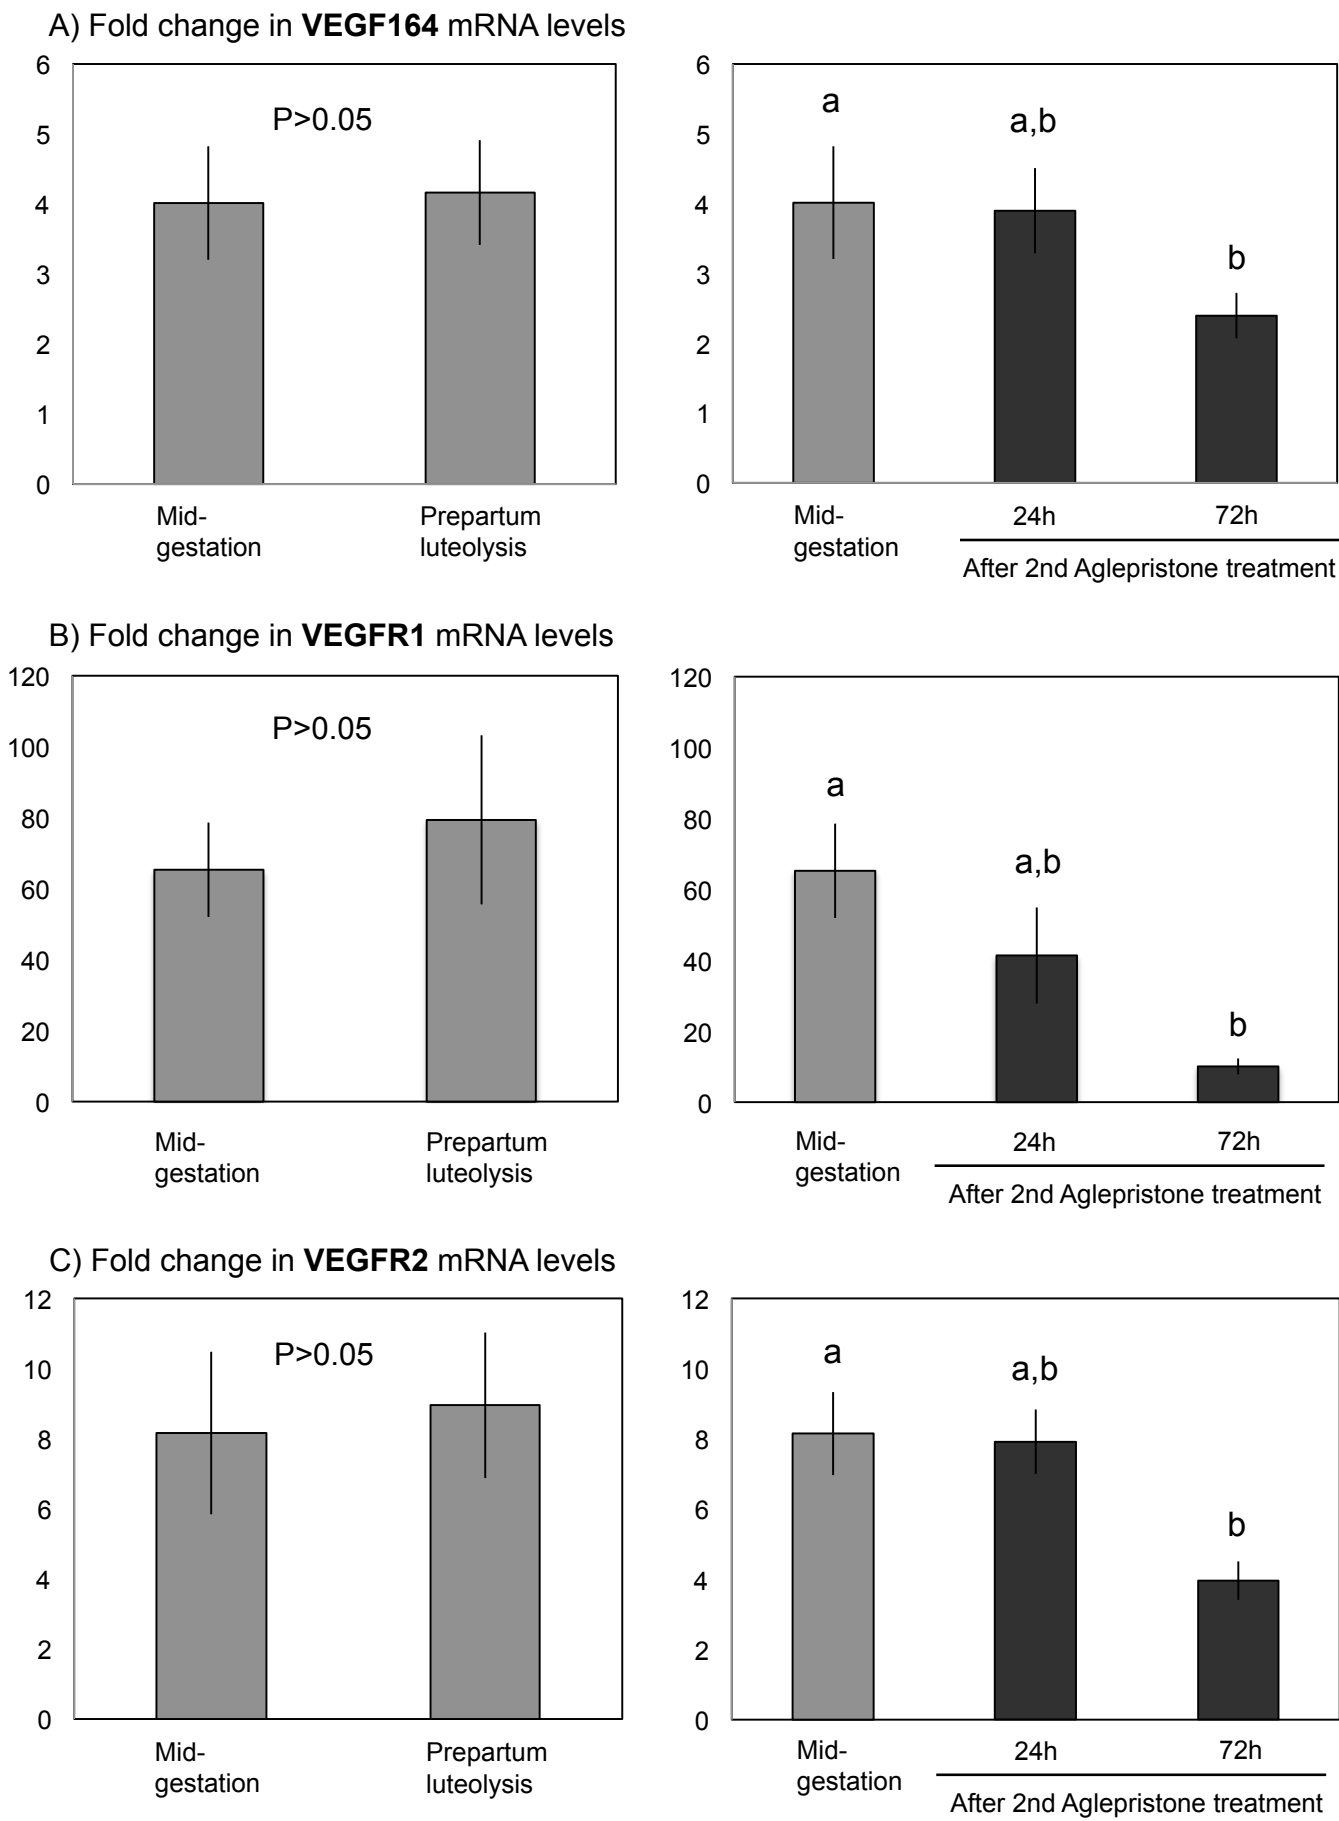 A) Fold change in VEGF164 mRNA levels
6
5
4
3
2
1
0
P>0.05
Mid-
gestation
Prepartum
luteolysis
6
5
4
3
2
1
0
a
a,b
b
Mid-
gestation
24h
72h
After 2nd Aglepristone treatment
B) Fold change in VEGFR1 mRNA levels
120
100
80
60
40
20
0
P>0.05
Mid-
gestation
Prepartum
luteolysis
120
100
80
60
40
20
0
a
a,b
b
Mid-
gestation
24h
72h
After 2nd Aglepristone treatment
C) Fold change in VEGFR2 mRNA levels
12
10
8
6
4
2
0
P>0.05
Mid-
gestation
Prepartum
luteolysis
12
10
8
6
4
2
0
a
a,b
b
Mid-
gestation
24h
72h
After 2nd Aglepristone treatment